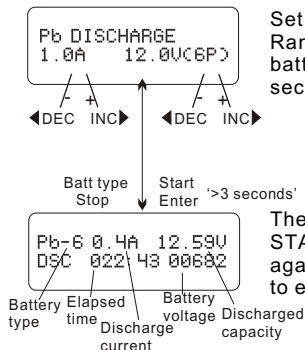 Pb DISCHARGE
1.0A 12.0V(6P)
- + - +
◀DEC INC▶ ◀DEC INC▶
Set
Ran
batt
sec
Batt type
Stop
Start
Enter
'>3 seconds'
Pb-6 0.4A 12.59V
DSC 022:43 00682
The
STA
aga
to e
Battery
type
Elapsed
time
Discharge
current
Battery
voltage
Discharged
capacity